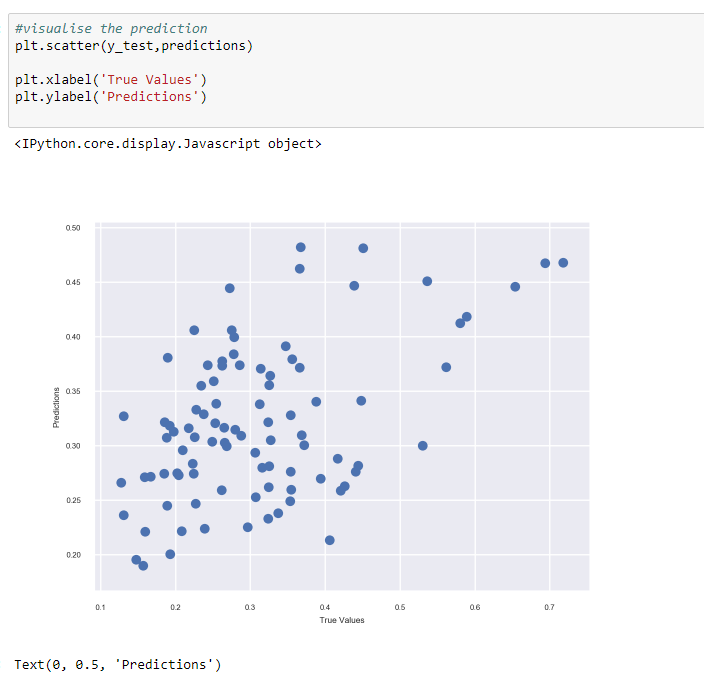 #visualise the prediction
plt.scatter(y_test,predictions)
plt.xlabel('True Values')
plt.ylabel('Predictions')
<IPython.core.display.Javascript object>
0.50
0.45
0.40
0.35
0.30
0.25
0.20
Predictions
0.1 0.2 0.3 0.4 0.5 0.6 0.7
True Values
Text(0, 0.5, 'Predictions')